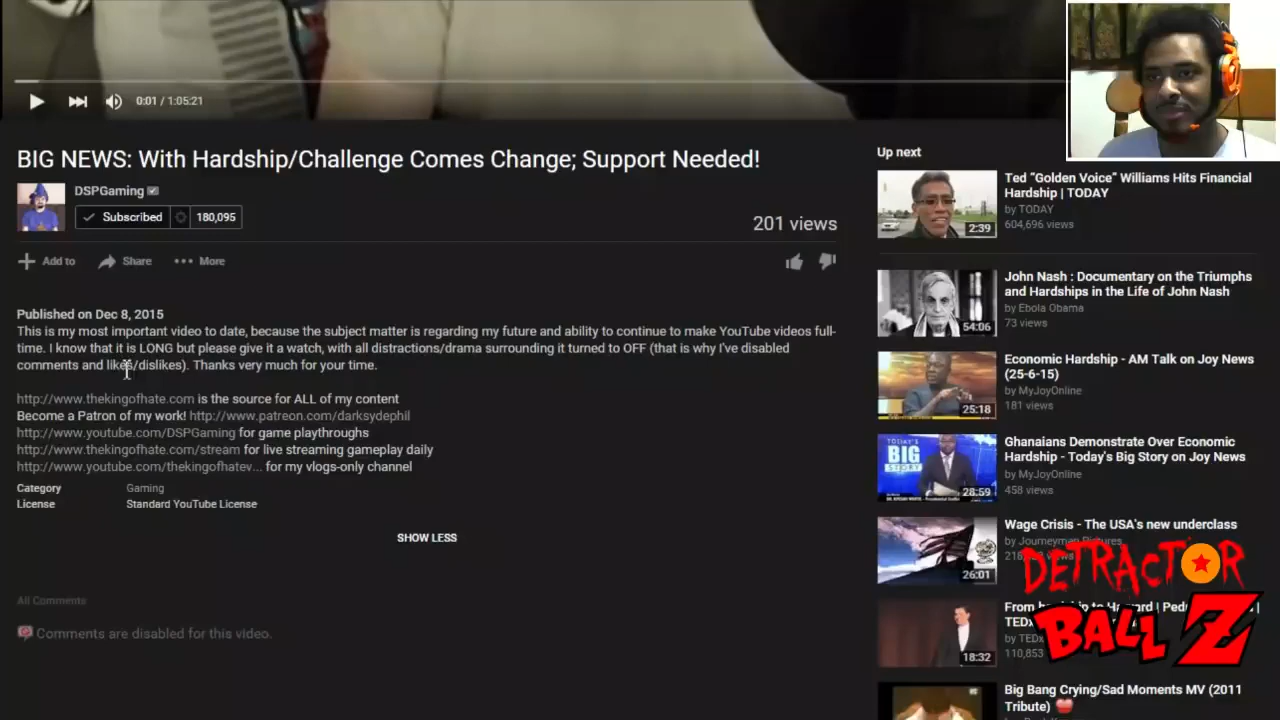 0:01 / 1:05:21
BIG NEWS: With Hardship/Challenge Comes Change; Support Needed!
DSPGaming
Subscribed 180,095
201 views
Add to Share More
Published on Dec 8, 2015
This is my most important video to date, because the subject matter is regarding my future and ability to continue to make YouTube videos full-
time. I know that it is LONG but please give it a watch, with all distractions/drama surrounding it turned to OFF (that is why I've disabled
comments and likes/dislikes). Thanks very much for your time.
http://www.thekingofhate.com is the source for ALL of my content
Become a Patron of my work! http://www.patreon.com/darksydephil
http://www.youtube.com/DSPGaming for game playthroughs
http://www.thekingofhate.com/stream for live streaming gameplay daily
http://www.youtube.com/thekingofhatev... for my vlogs-only channel
Category Gaming
License Standard YouTube License
SHOW LESS
All Comments
Comments are disabled for this video.
Up next
Ted "Golden Voice" Williams Hits Financial
Hardship | TODAY
by TODAY
604,696 views
2:39
John Nash : Documentary on the Triumphs
and Hardships in the Life of John Nash
by Ebola Obama
73 views
54:06
Economic Hardship - AM Talk on Joy News
(25-6-15)
by MyJoyOnline
181 views
25:18
Ghanaians Demonstrate Over Economic
Hardship - Today's Big Story on Joy News
by MyJoyOnline
458 views
TODAY'S
BIG
STORY
28:59
Wage Crisis - The USA's new underclass
by Journeyman Pictures
views
26:01
From to |
TEDx
by
110,853
18:32
Big Bang Crying/Sad Moments MV (2011
Tribute)
DETRACTOR
BALL Z